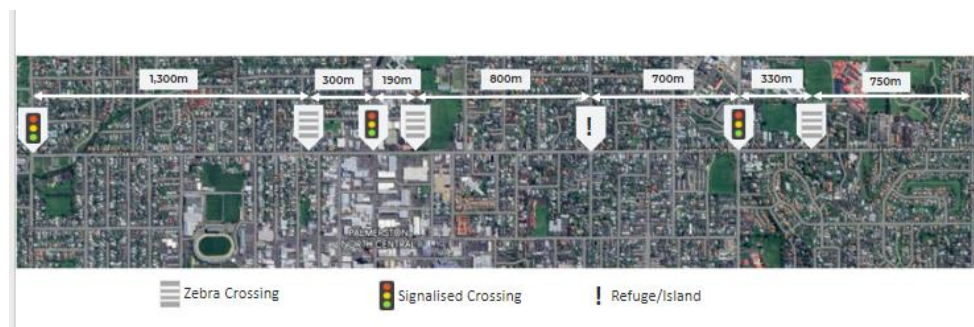 1,300m
300m
190m
800m
700m
330m
750m
!
PALMERSTON
NORTH CENTRAL
Zebra Crossing
Signalised Crossing
! Refuge/Island